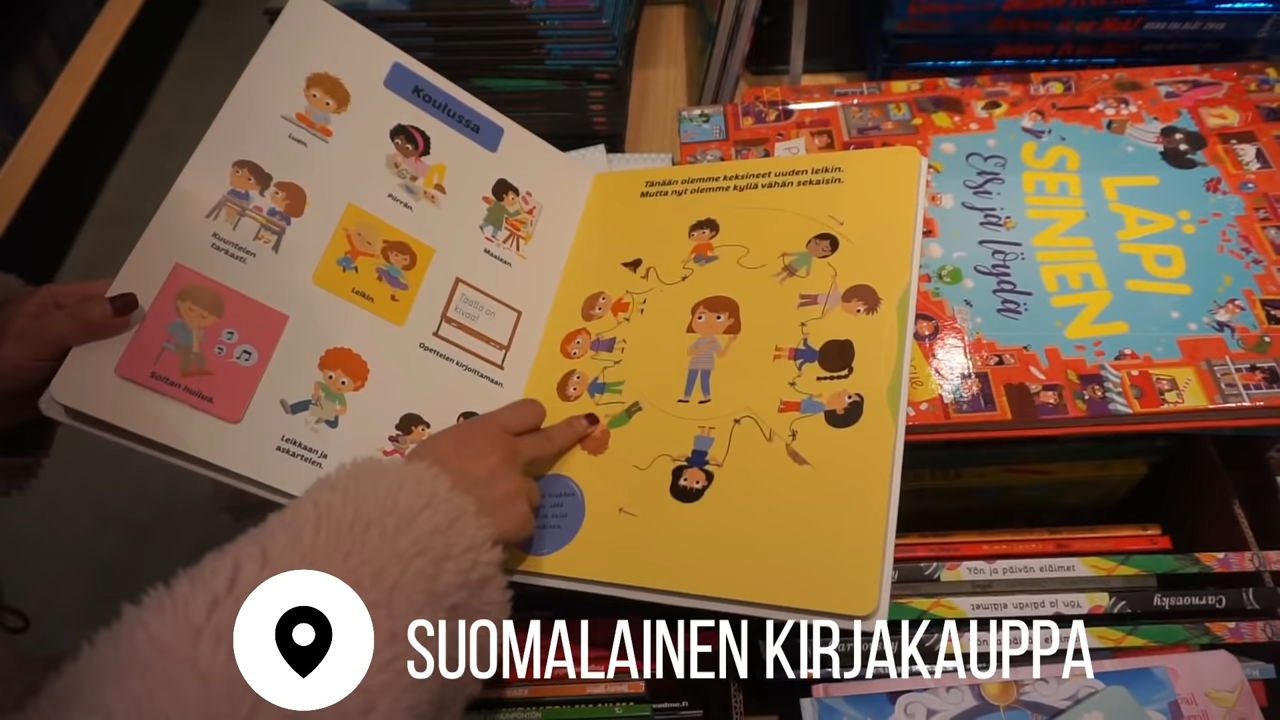 Koulussa
Luen.
Piirrän.
Maalaan.
Kuuntelen
tarkasti.
Leikin.
Täällä on
kivaa!
Opettelen kirjoittamaan.
Soitan huilua.
Leikkaan ja
askartelen.
Tänään olemme keksineet uuden leikin.
Mutta nyt olemme kyllä vähän sekaisin.
LÄPI
SEINIEN
Etsi ja löydä
Yön ja päivän eläimet
Carnovsky
Yön ja päivän eläimet
SUOMALAINEN KIRJAKAUPPA